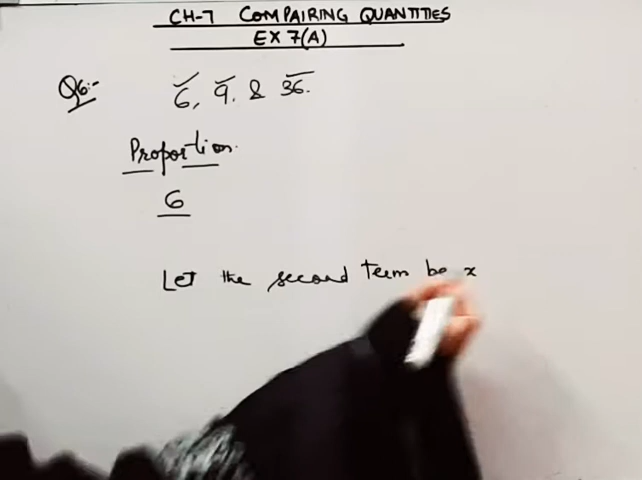 CH-7 COMPAIRING QUANTITIES
EX 7(A)
Q6:- 6, 9. & 36.
Proportion.
6
Let the second term be x